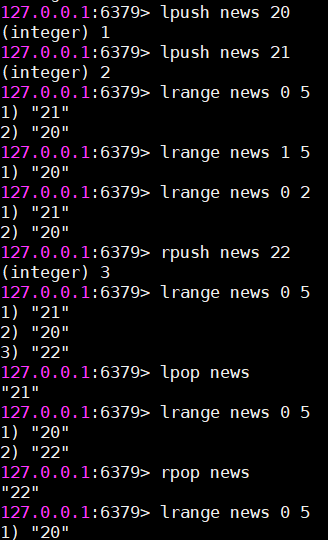 127.0.0.1:6379> lpush news 20
(integer) 1
127.0.0.1:6379> lpush news 21
(integer) 2
127.0.0.1:6379> lrange news 0 5
1) "21"
2) "20"
127.0.0.1:6379> lrange news 1 5
1) "20"
127.0.0.1:6379> lrange news 0 2
1) "21"
2) "20"
127.0.0.1:6379> rpush news 22
(integer) 3
127.0.0.1:6379> lrange news 0 5
1) "21"
2) "20"
3) "22"
127.0.0.1:6379> lpop news
"21"
127.0.0.1:6379> lrange news 0 5
1) "20"
2) "22"
127.0.0.1:6379> rpop news
"22"
127.0.0.1:6379> lrange news 0 5
1) "20"